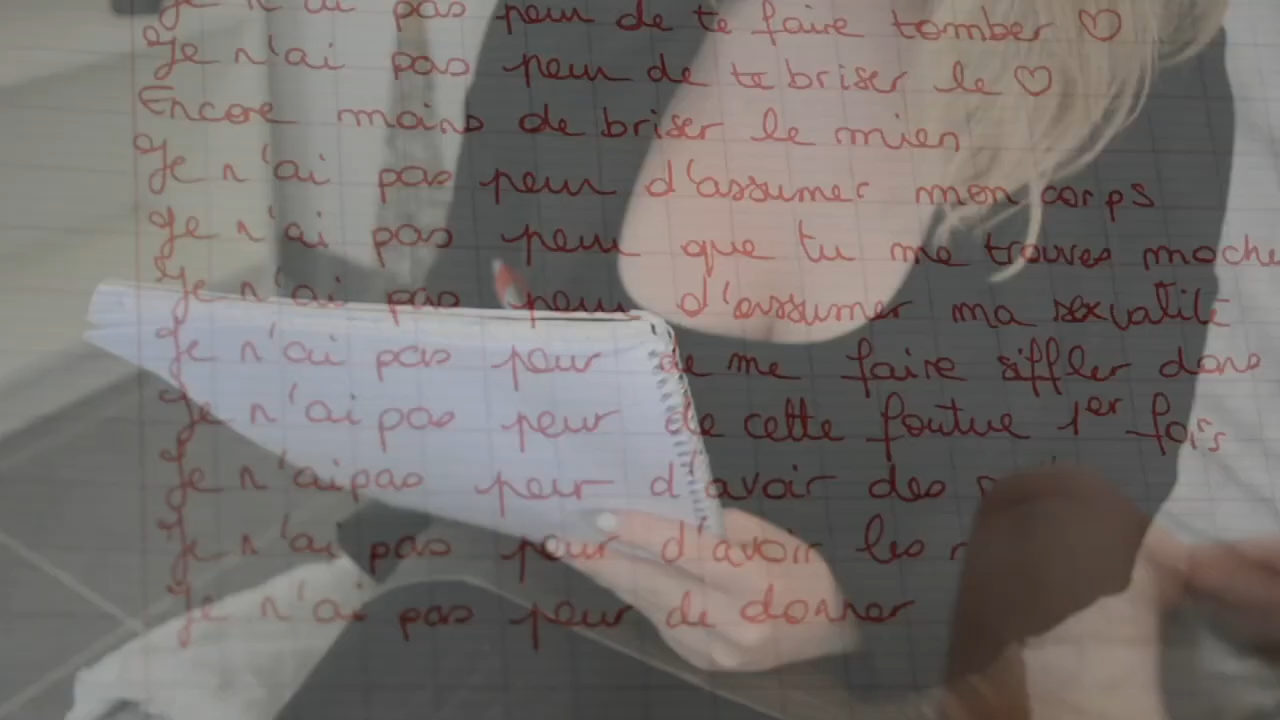 Je n'ai pas peur de te faire tomber ♡
Je n'ai pas peur de te briser le ♡
Encore moins de briser le mien
Je n'ai pas peur d'assumer mon corps
Je n'ai pas peur que tu me trouves moche
Je n'ai pas peur d'assumer ma sexualité
Je n'ai pas peur de me faire siffler dans
Je n'ai pas peur de cette foutue 1er fois
Je n'ai pas peur d'avoir des
Je n'ai pas peur d'avoir les
Je n'ai pas peur de donner